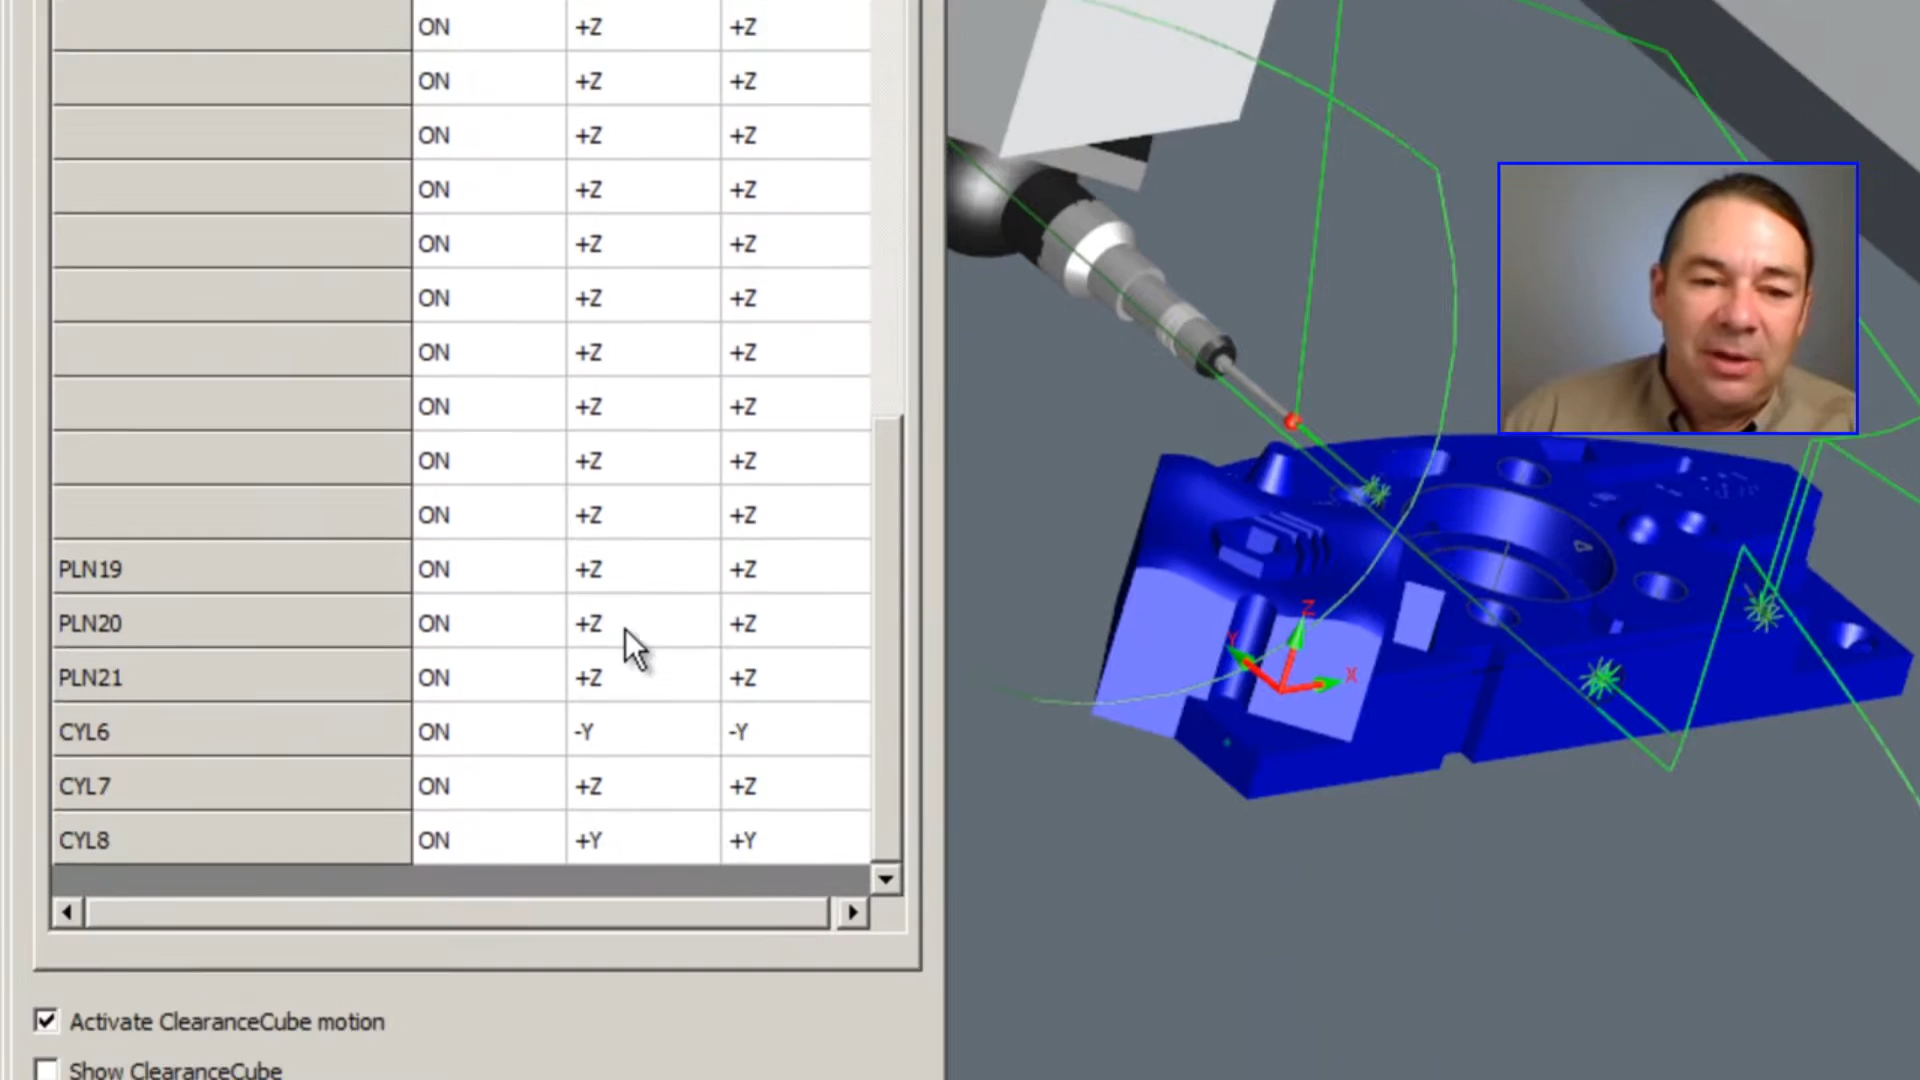 ON +Z +Z
ON +Z +Z
ON +Z +Z
ON +Z +Z
ON +Z +Z
ON +Z +Z
ON +Z +Z
ON +Z +Z
ON +Z +Z
ON +Z +Z
PLN19 ON +Z +Z
PLN20 ON +Z +Z
PLN21 ON +Z +Z
CYL6 ON -Y -Y
CYL7 ON +Z +Z
CYL8 ON +Y +Y
Activate ClearanceCube motion
Show ClearanceCube
Z
Y
X